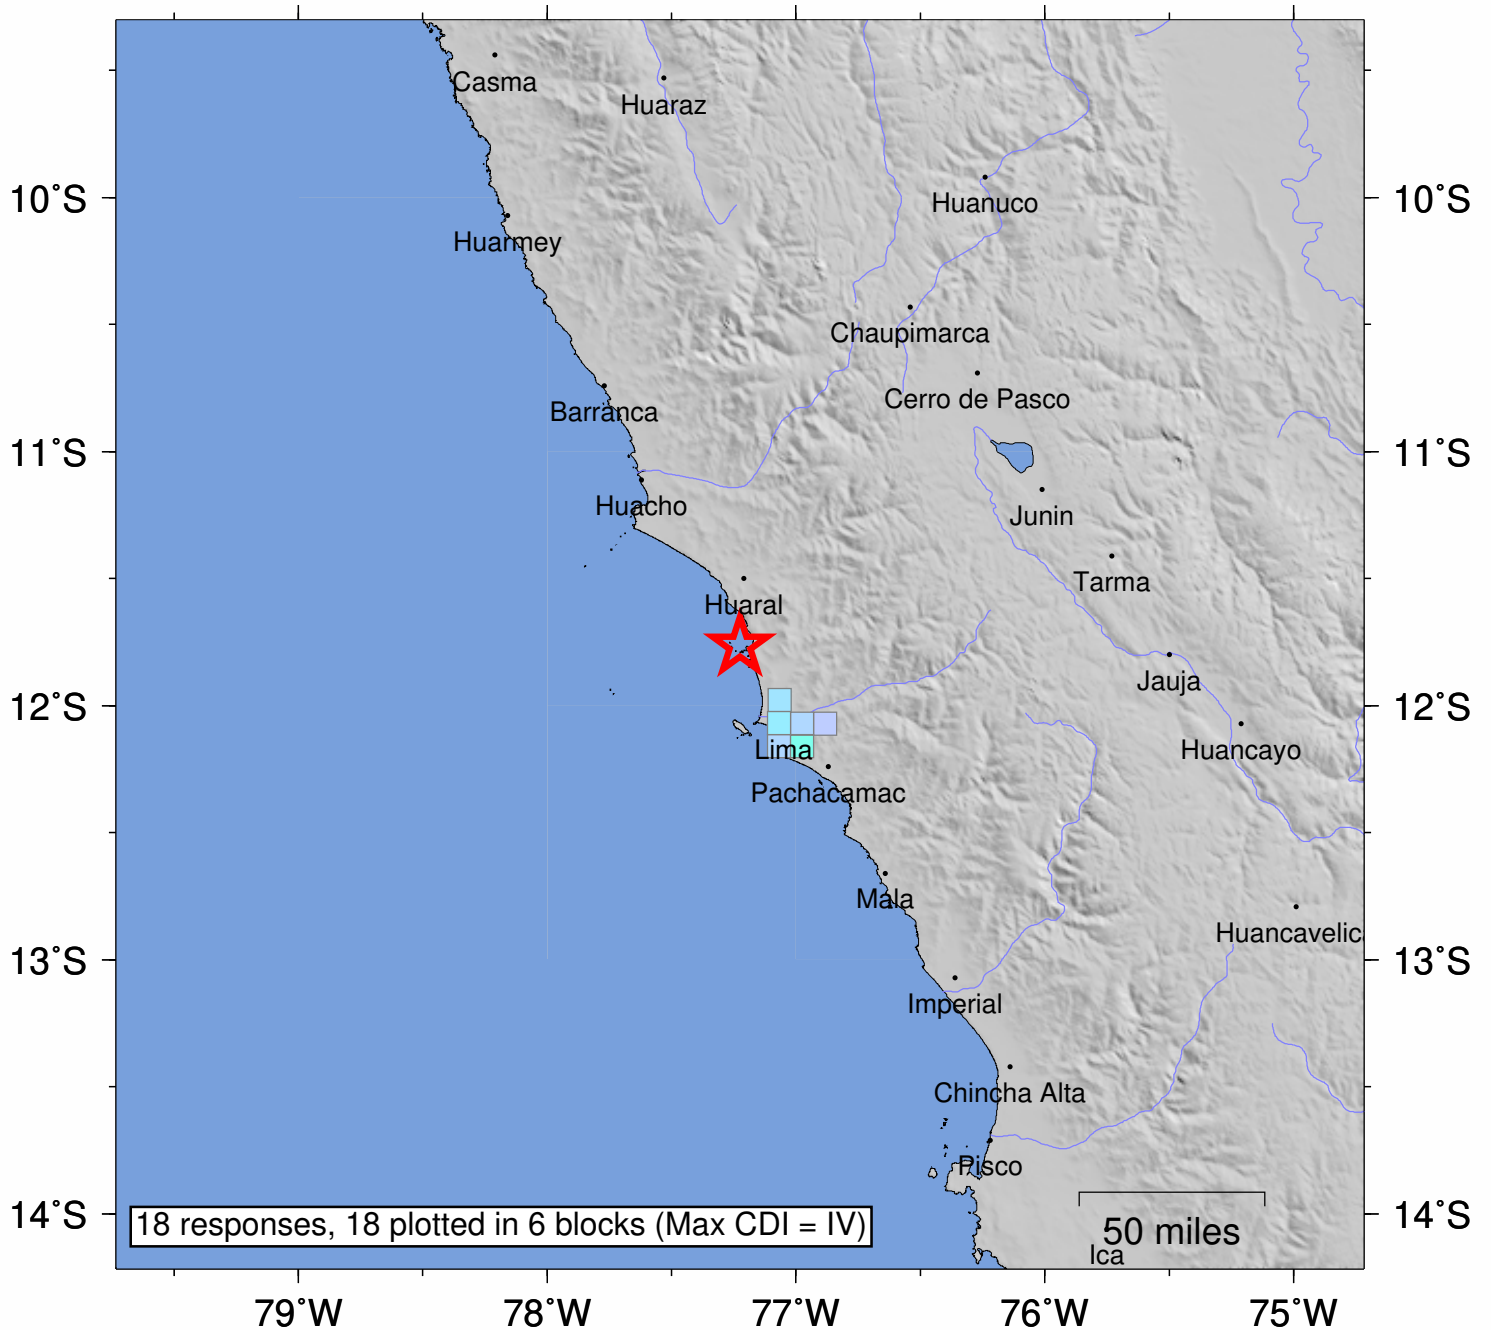 Casma
Huaraz
10°S
10°S
Huanuco
Huarmey
Chaupimarca
Cerro de Pasco
Barranca
11°S
11°S
Huacho
Junin
Tarma
Huaral
Jauja
12°S
12°S
Lima
Huancayo
Pachacamac
Mala
Huancavelic
13°S
13°S
Imperial
Chincha Alta
Pisco
14°S
14°S
18 responses, 18 plotted in 6 blocks (Max CDI = IV)
50 miles
Ica
79°W
78°W
77°W
76°W
75°W